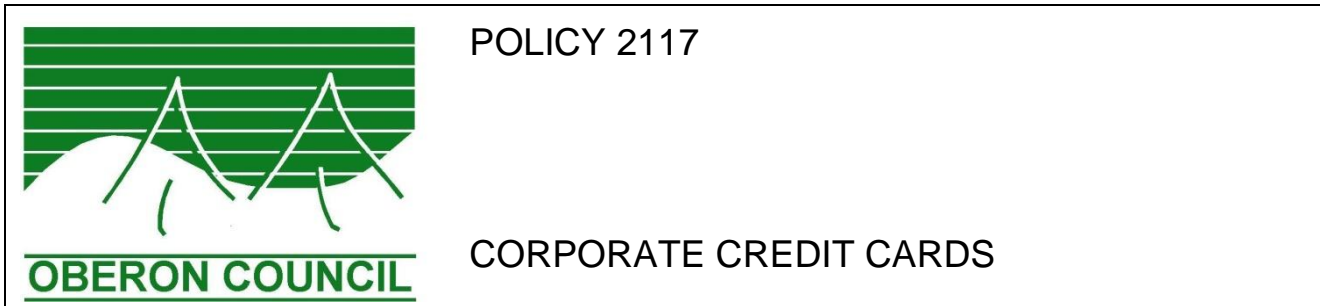 POLICY 2117
CORPORATE CREDIT CARDS
OBERON COUNCIL